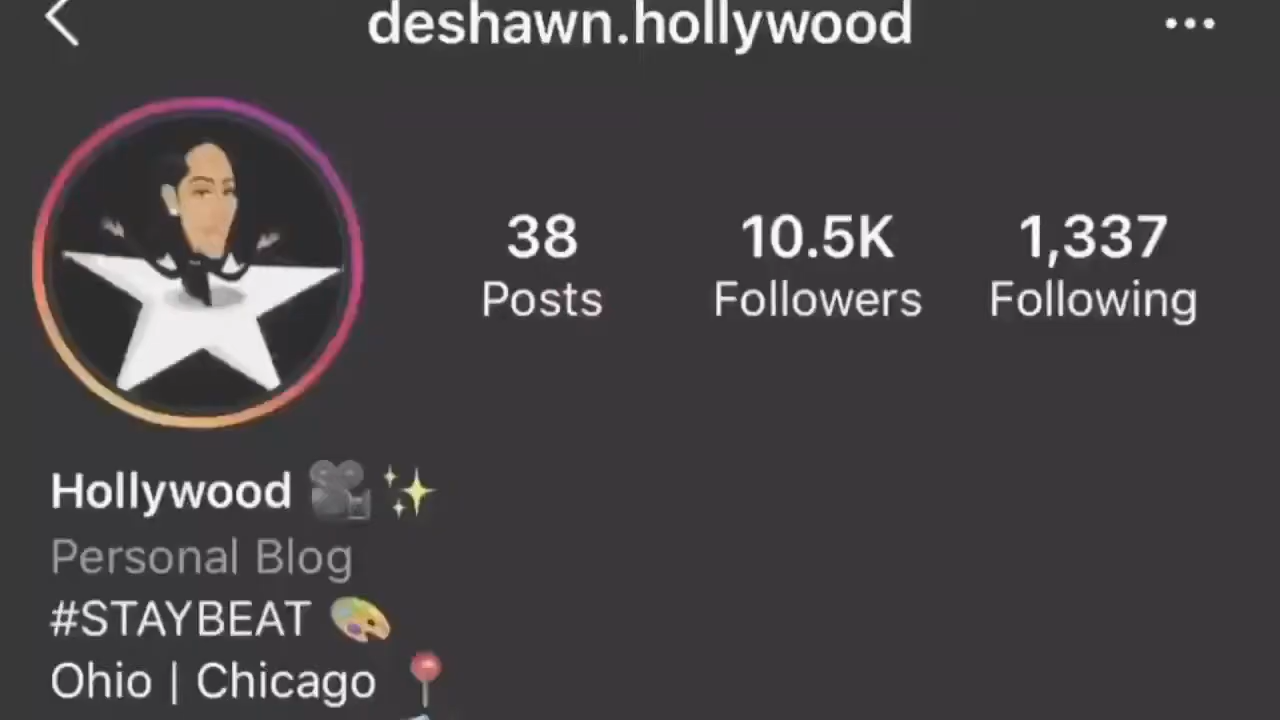 deshawn.hollywood
38 10.5K 1,337
Posts Followers Following
Hollywood 🎥✨
Personal Blog
#STAYBEAT 🎨
Ohio | Chicago 📍